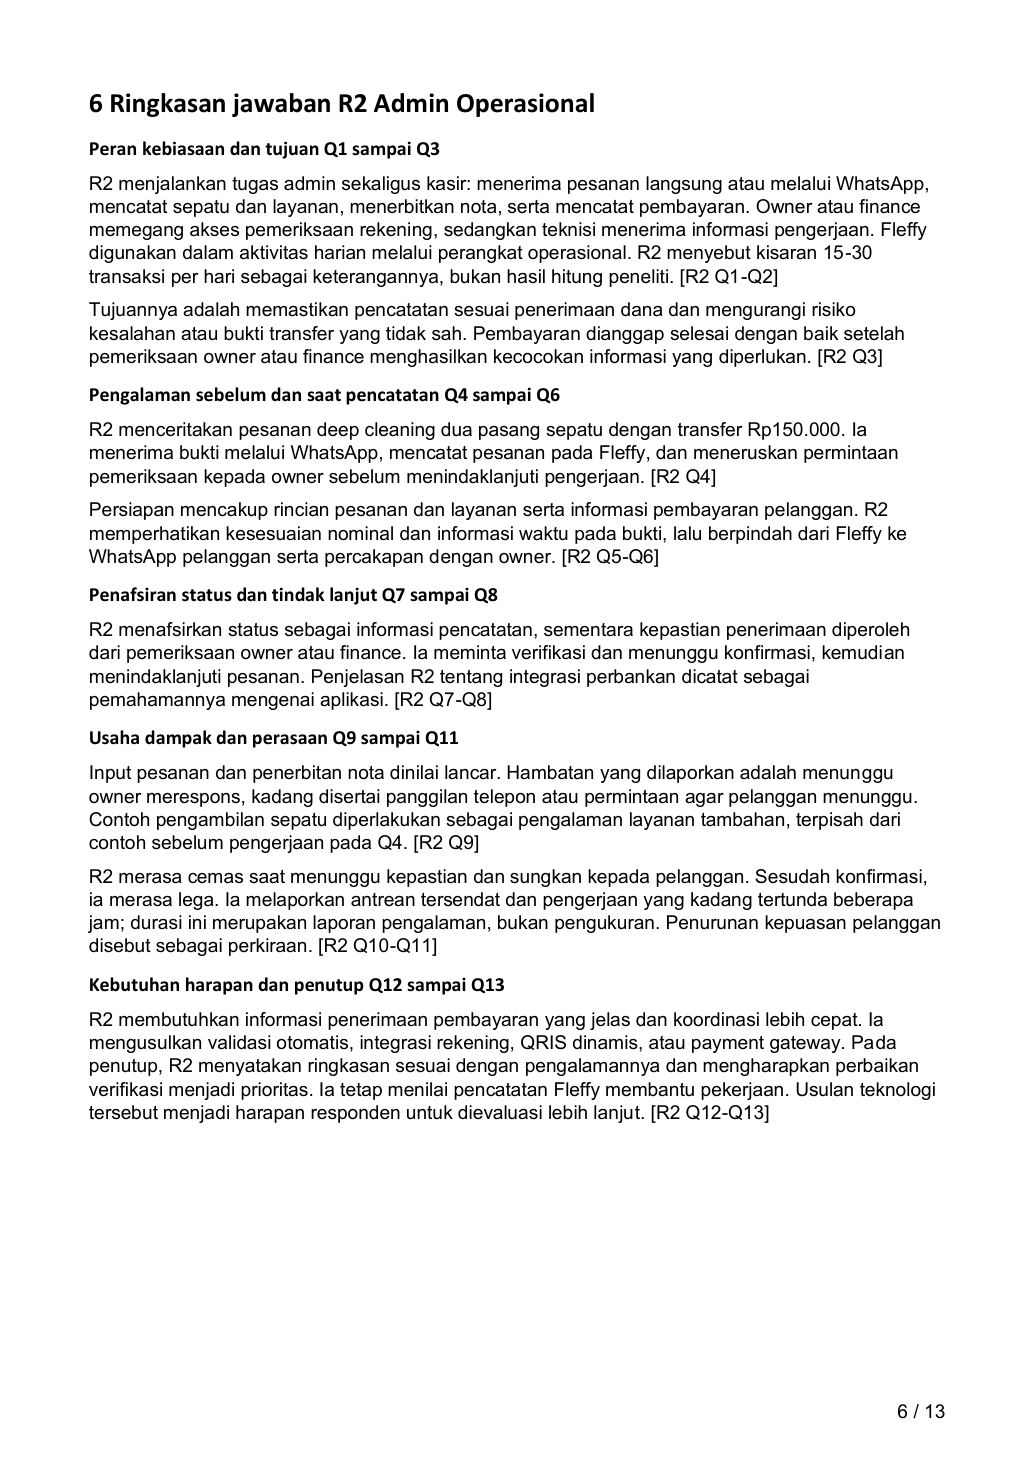 6 Ringkasan jawaban R2 Admin Operasional
Peran kebiasaan dan tujuan Q1 sampai Q3
R2 menjalankan tugas admin sekaligus kasir: menerima pesanan langsung atau melalui WhatsApp,
mencatat sepatu dan layanan, menerbitkan nota, serta mencatat pembayaran. Owner atau finance
memegang akses pemeriksaan rekening, sedangkan teknisi menerima informasi pengerjaan. Fleffy
digunakan dalam aktivitas harian melalui perangkat operasional. R2 menyebut kisaran 15-30
transaksi per hari sebagai keterangannya, bukan hasil hitung peneliti. [R2 Q1-Q2]
Tujuannya adalah memastikan pencatatan sesuai penerimaan dana dan mengurangi risiko
kesalahan atau bukti transfer yang tidak sah. Pembayaran dianggap selesai dengan baik setelah
pemeriksaan owner atau finance menghasilkan kecocokan informasi yang diperlukan. [R2 Q3]
Pengalaman sebelum dan saat pencatatan Q4 sampai Q6
R2 menceritakan pesanan deep cleaning dua pasang sepatu dengan transfer Rp150.000. Ia
menerima bukti melalui WhatsApp, mencatat pesanan pada Fleffy, dan meneruskan permintaan
pemeriksaan kepada owner sebelum menindaklanjuti pengerjaan. [R2 Q4]
Persiapan mencakup rincian pesanan dan layanan serta informasi pembayaran pelanggan. R2
memperhatikan kesesuaian nominal dan informasi waktu pada bukti, lalu berpindah dari Fleffy ke
WhatsApp pelanggan serta percakapan dengan owner. [R2 Q5-Q6]
Penafsiran status dan tindak lanjut Q7 sampai Q8
R2 menafsirkan status sebagai informasi pencatatan, sementara kepastian penerimaan diperoleh
dari pemeriksaan owner atau finance. Ia meminta verifikasi dan menunggu konfirmasi, kemudian
menindaklanjuti pesanan. Penjelasan R2 tentang integrasi perbankan dicatat sebagai
pemahamannya mengenai aplikasi. [R2 Q7-Q8]
Usaha dampak dan perasaan Q9 sampai Q11
Input pesanan dan penerbitan nota dinilai lancar. Hambatan yang dilaporkan adalah menunggu
owner merespons, kadang disertai panggilan telepon atau permintaan agar pelanggan menunggu.
Contoh pengambilan sepatu diperlakukan sebagai pengalaman layanan tambahan, terpisah dari
contoh sebelum pengerjaan pada Q4. [R2 Q9]
R2 merasa cemas saat menunggu kepastian dan sungkan kepada pelanggan. Sesudah konfirmasi,
ia merasa lega. Ia melaporkan antrean tersendat dan pengerjaan yang kadang tertunda beberapa
jam; durasi ini merupakan laporan pengalaman, bukan pengukuran. Penurunan kepuasan pelanggan
disebut sebagai perkiraan. [R2 Q10-Q11]
Kebutuhan harapan dan penutup Q12 sampai Q13
R2 membutuhkan informasi penerimaan pembayaran yang jelas dan koordinasi lebih cepat. Ia
mengusulkan validasi otomatis, integrasi rekening, QRIS dinamis, atau payment gateway. Pada
penutup, R2 menyatakan ringkasan sesuai dengan pengalamannya dan mengharapkan perbaikan
verifikasi menjadi prioritas. Ia tetap menilai pencatatan Fleffy membantu pekerjaan. Usulan teknologi
tersebut menjadi harapan responden untuk dievaluasi lebih lanjut. [R2 Q12-Q13]
6 / 13